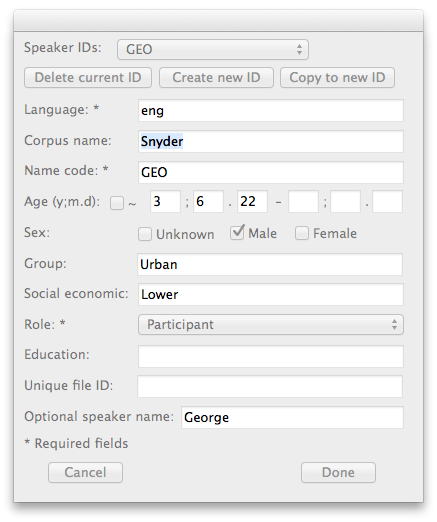 Speaker IDs: GEO
Delete current ID Create new ID Copy to new ID
Language: * eng
Corpus name: Snyder
Name code: * GEO
Age (y;m.d): ~ 3 ; 6 . 22 - ; .
Sex: Unknown Male Female
Group: Urban
Social economic: Lower
Role: * Participant
Education:
Unique file ID:
Optional speaker name: George
* Required fields
Cancel Done